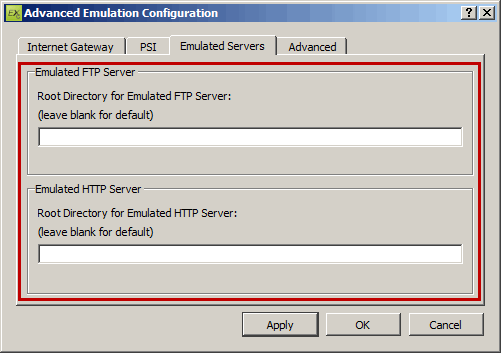 EX Advanced Emulation Configuration
Internet Gateway PSI Emulated Servers Advanced
Emulated FTP Server
Root Directory for Emulated FTP Server:
(leave blank for default)
Emulated HTTP Server
Root Directory for Emulated HTTP Server:
(leave blank for default)
Apply OK Cancel